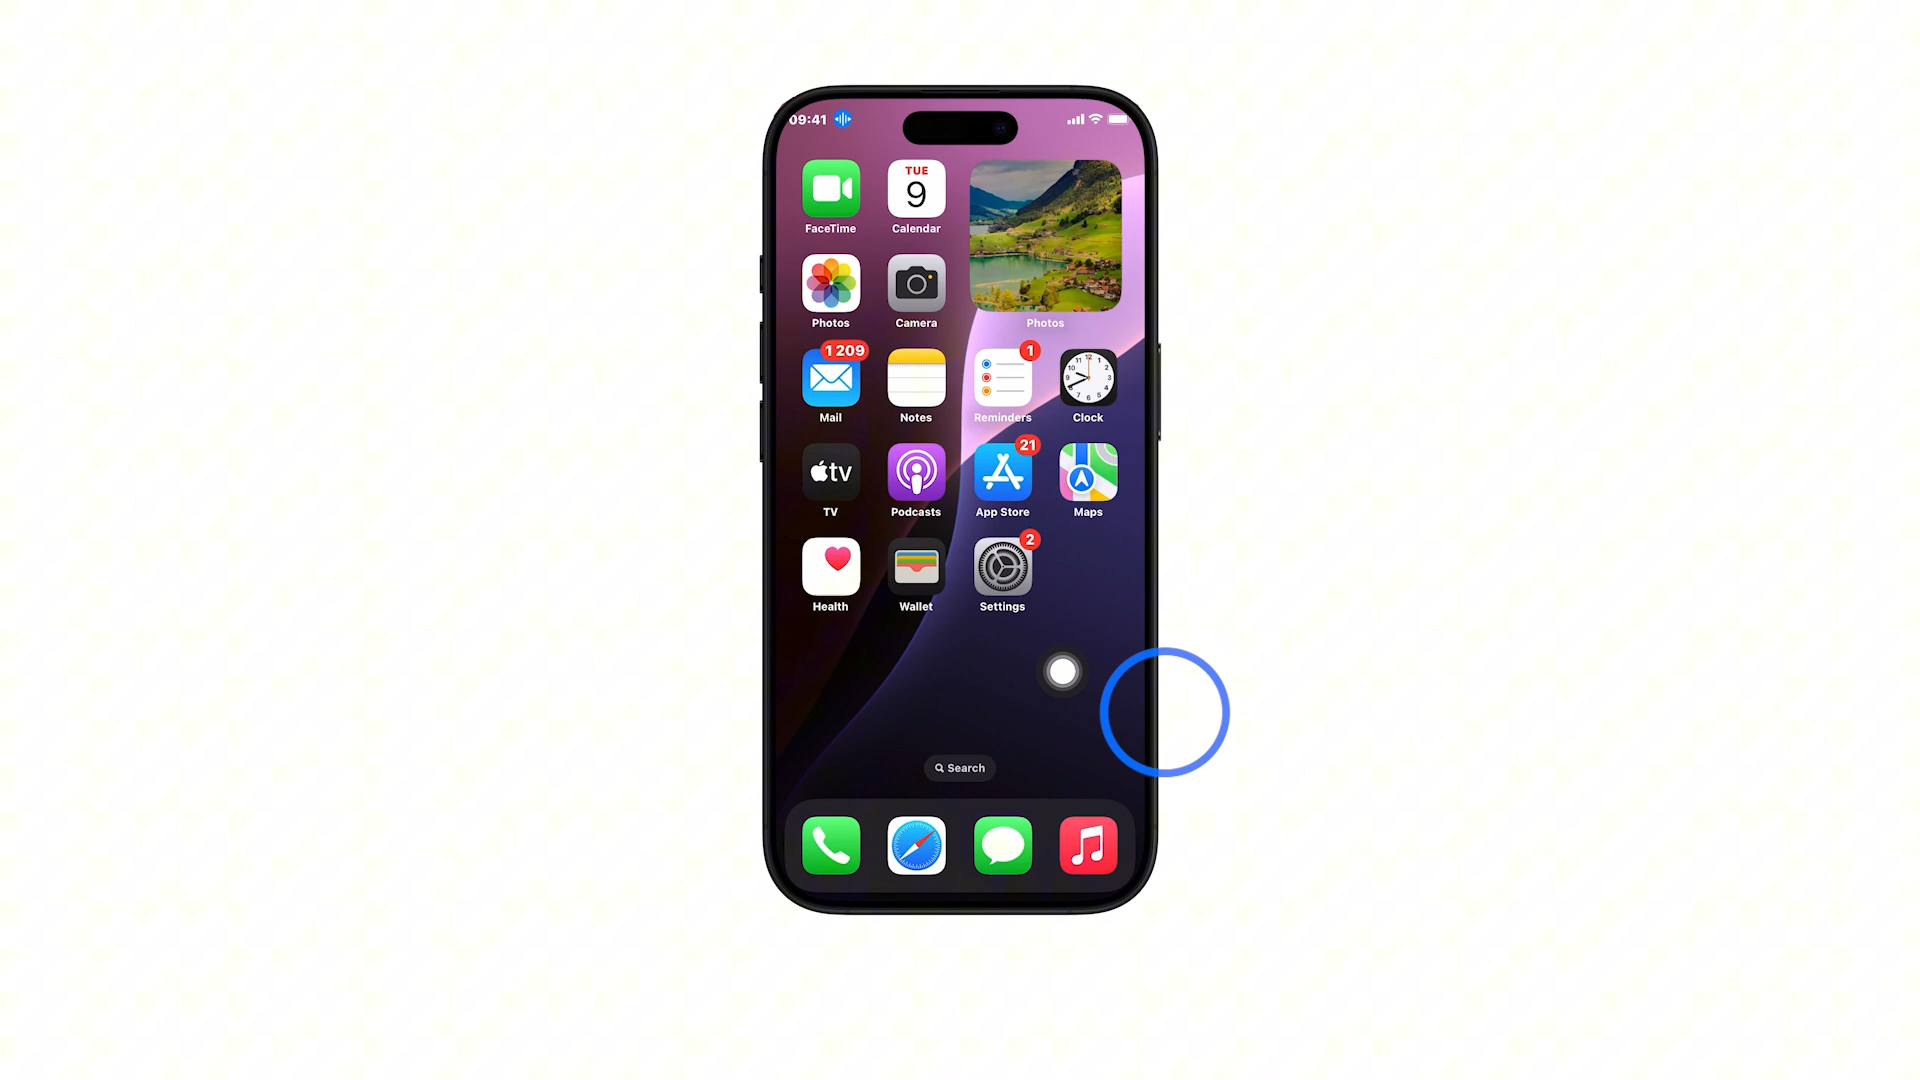 09:41
TUE
9
FaceTime
Calendar
Photos
Camera
Photos
1 209
1
Mail
Notes
Reminders
Clock
tv
21
TV
Podcasts
App Store
Maps
2
Health
Wallet
Settings
Search